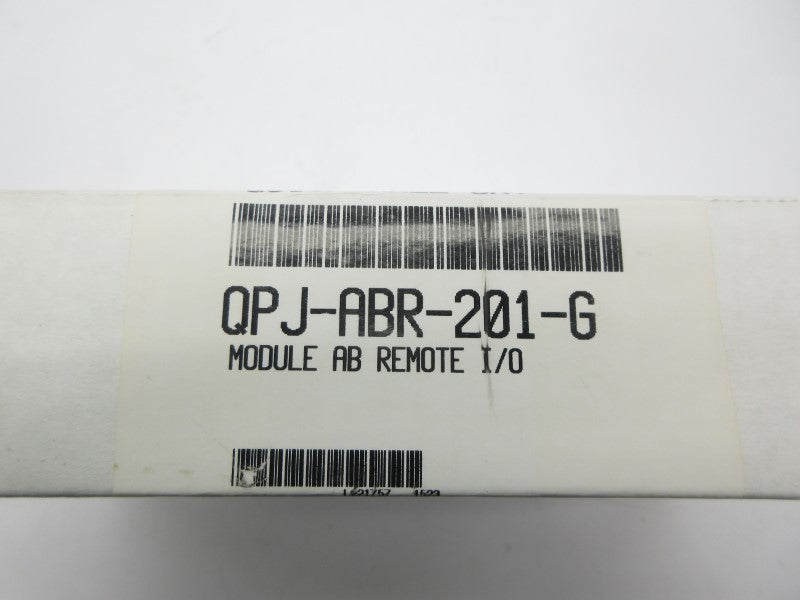 QPJ-ABR-201-G
MODULE AB REMOTE I/O